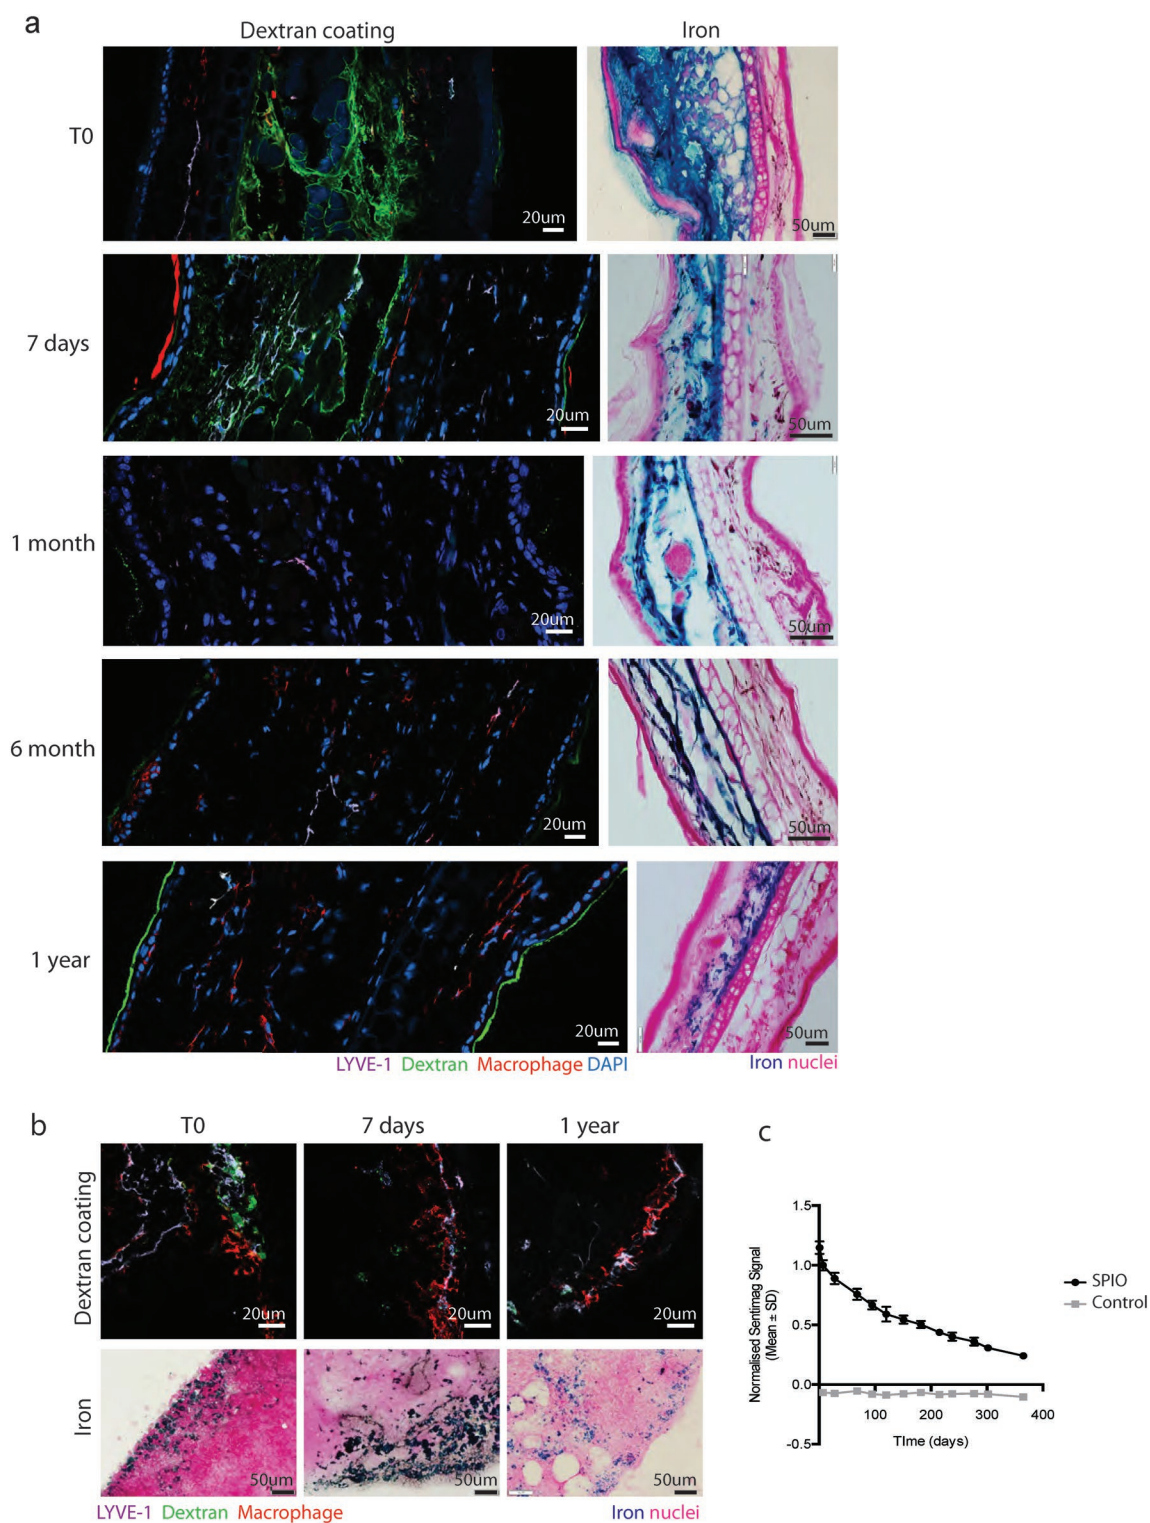 a
Dextran coating
Iron
T0
20um
50um
7 days
20um
50um
1 month
20um
50um
6 month
20um
50um
1 year
20um
50um
LYVE-1 Dextran Macrophage DAPI
Iron nuclei
b
T0
7 days
1 year
c
Dextran coating
20um
20um
20um
Iron
50um
50um
50um
LYVE-1 Dextran Macrophage
Iron nuclei
Normalised Sentimag Signal
(Mean ± SD)
1.5
1.0
0.5
0.0
-0.5
100
200
300
400
TIme (days)
SPIO
Control